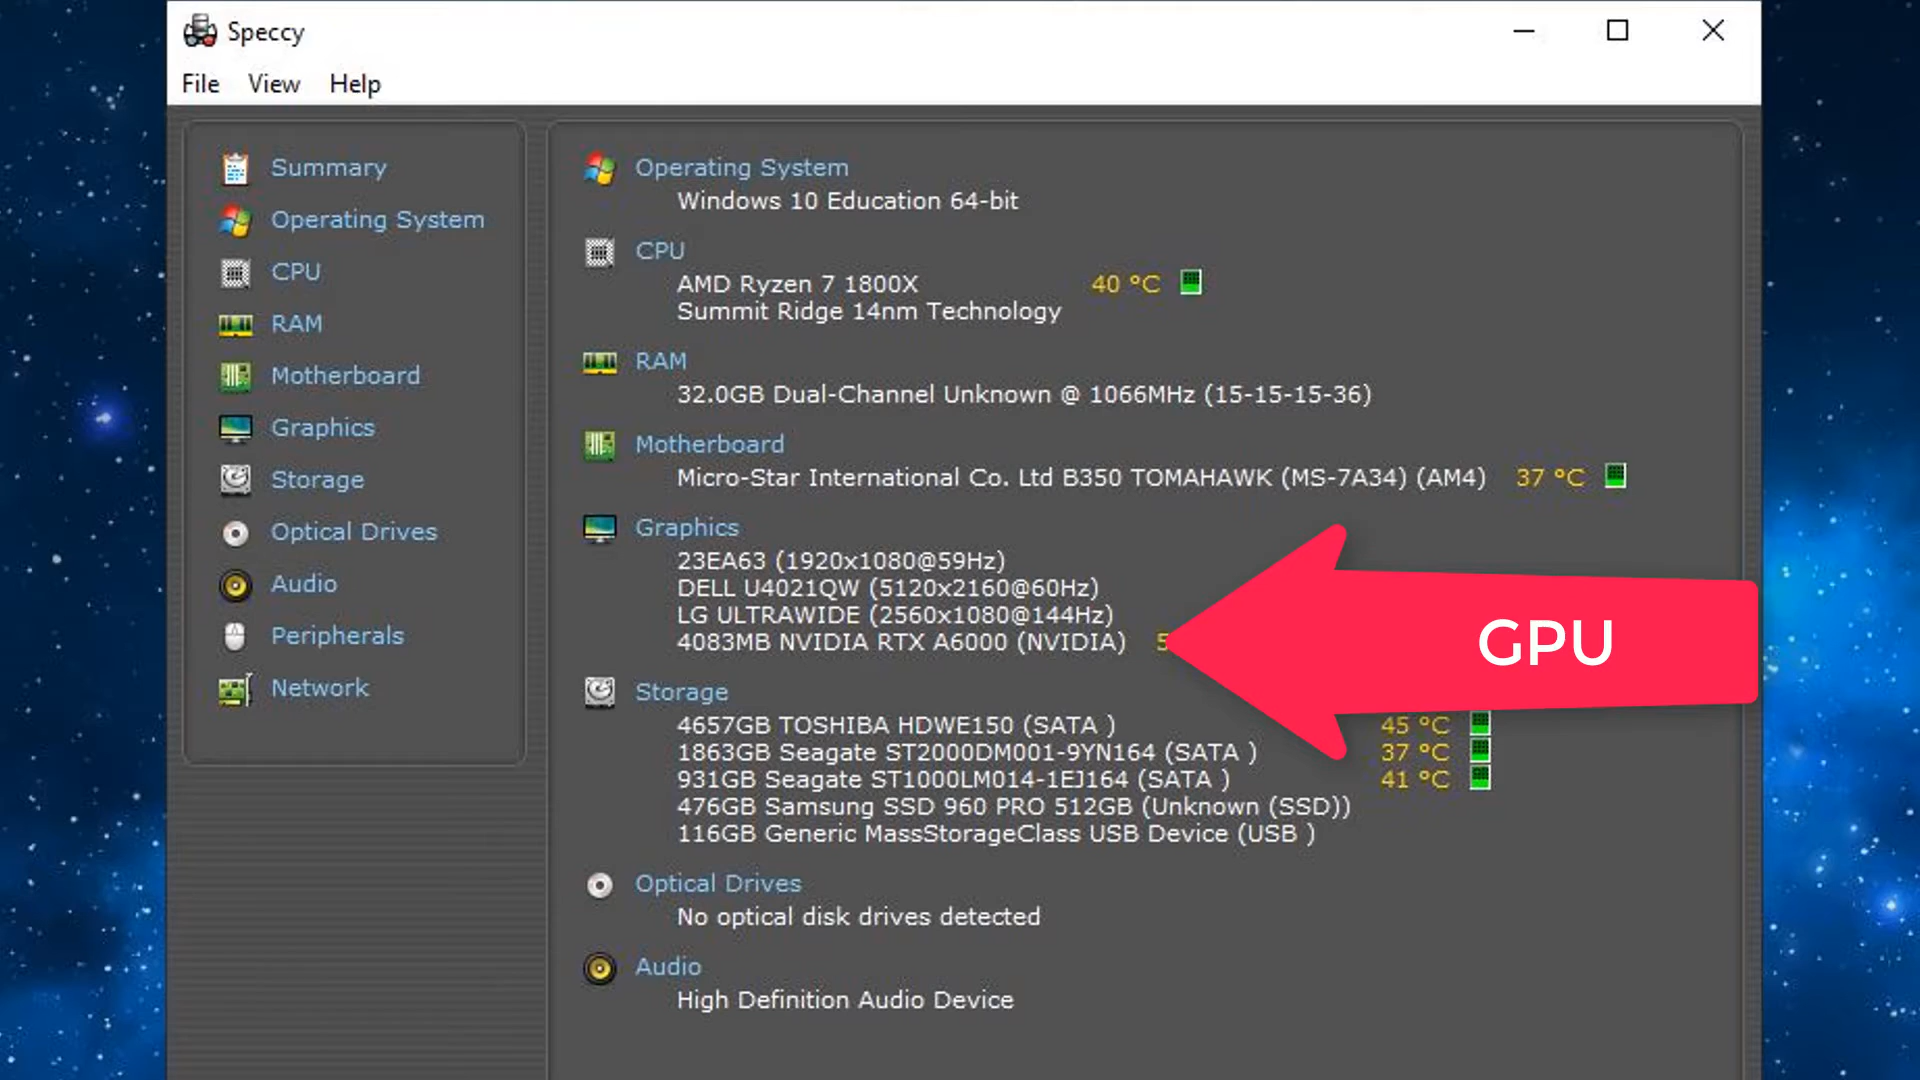 Speccy
File View Help
Summary
Operating System
CPU
RAM
Motherboard
Graphics
Storage
Optical Drives
Audio
Peripherals
Network
Operating System
Windows 10 Education 64-bit
CPU
AMD Ryzen 7 1800X 40 °C
Summit Ridge 14nm Technology
RAM
32.0GB Dual-Channel Unknown @ 1066MHz (15-15-15-36)
Motherboard
Micro-Star International Co. Ltd B350 TOMAHAWK (MS-7A34) (AM4) 37 °C
Graphics
23EA63 (1920x1080@59Hz)
DELL U4021QW (5120x2160@60Hz)
LG ULTRAWIDE (2560x1080@144Hz)
4083MB NVIDIA RTX A6000 (NVIDIA)
GPU
Storage
4657GB TOSHIBA HDWE150 (SATA ) 45 °C
1863GB Seagate ST2000DM001-9YN164 (SATA ) 37 °C
931GB Seagate ST1000LM014-1EJ164 (SATA ) 41 °C
476GB Samsung SSD 960 PRO 512GB (Unknown (SSD))
116GB Generic MassStorageClass USB Device (USB )
Optical Drives
No optical disk drives detected
Audio
High Definition Audio Device